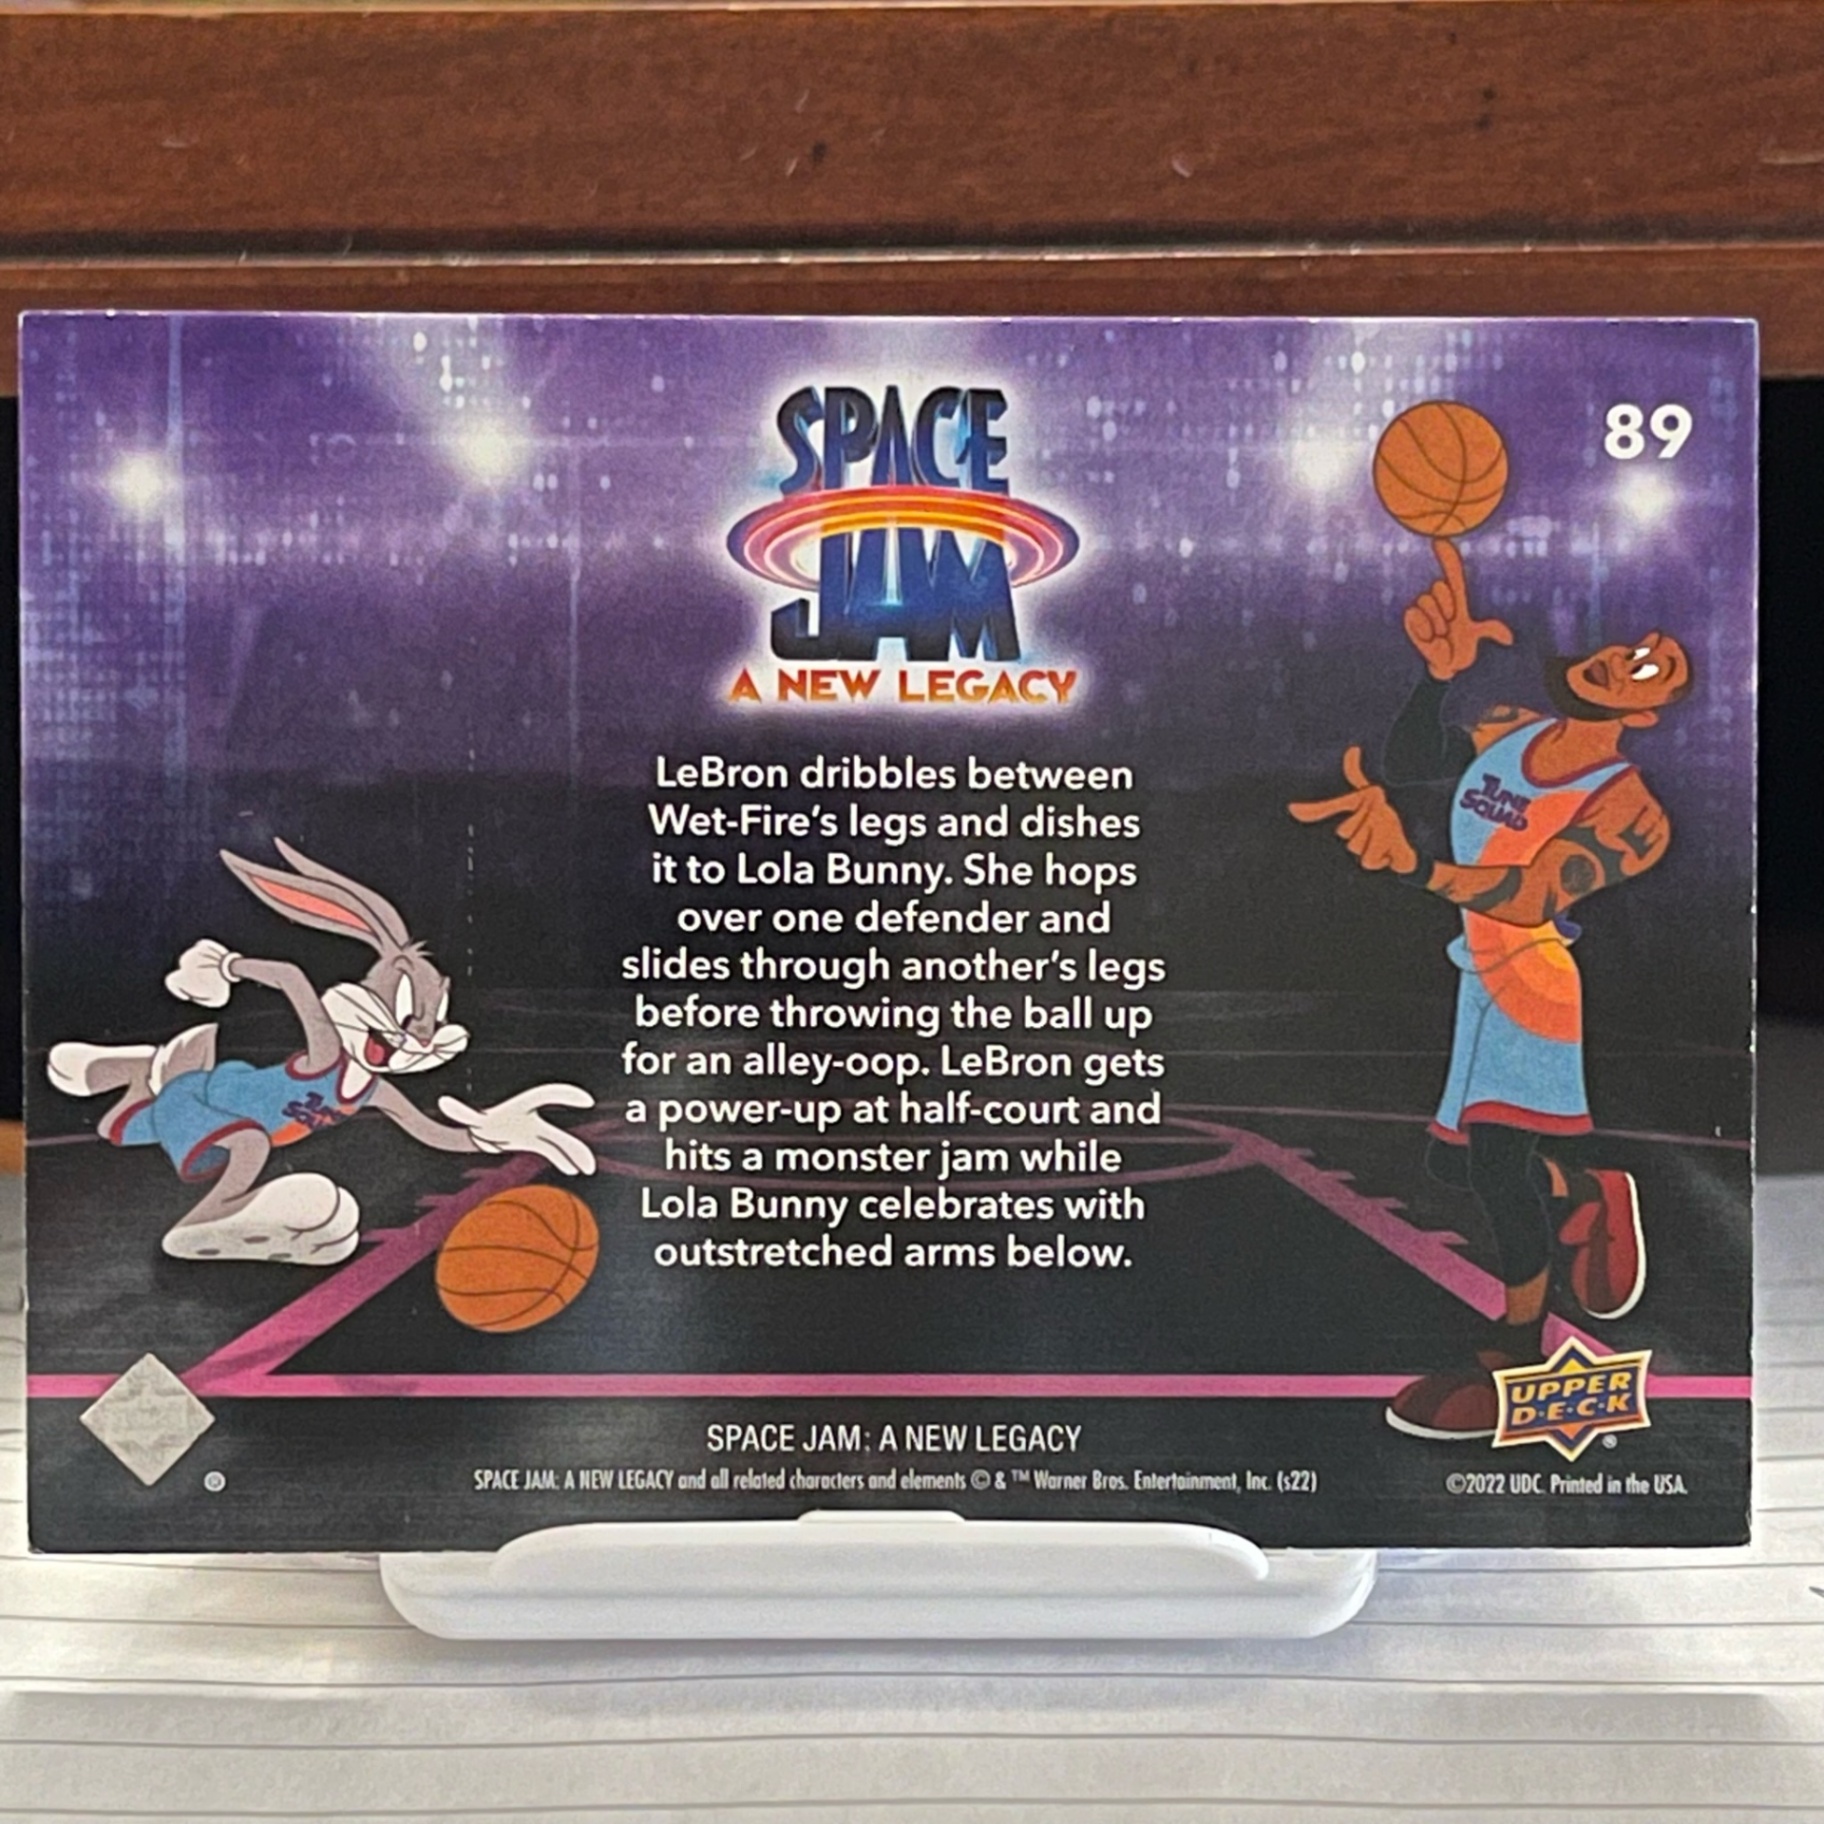 89
SPACE
JAM
A NEW LEGACY
LeBron dribbles between
Wet-Fire's legs and dishes
it to Lola Bunny. She hops
over one defender and
slides through another's legs
before throwing the ball up
for an alley-oop. LeBron gets
a power-up at half-court and
hits a monster jam while
Lola Bunny celebrates with
outstretched arms below.
TUNE
SQUAD
TUNE
SQU
UPPER
D·E·C·K
®
SPACE JAM: A NEW LEGACY
®
SPACE JAM: A NEW LEGACY and all related characters and elements © & ™ Warner Bros. Entertainment, Inc. (s22)
©2022 UDC. Printed in the USA.